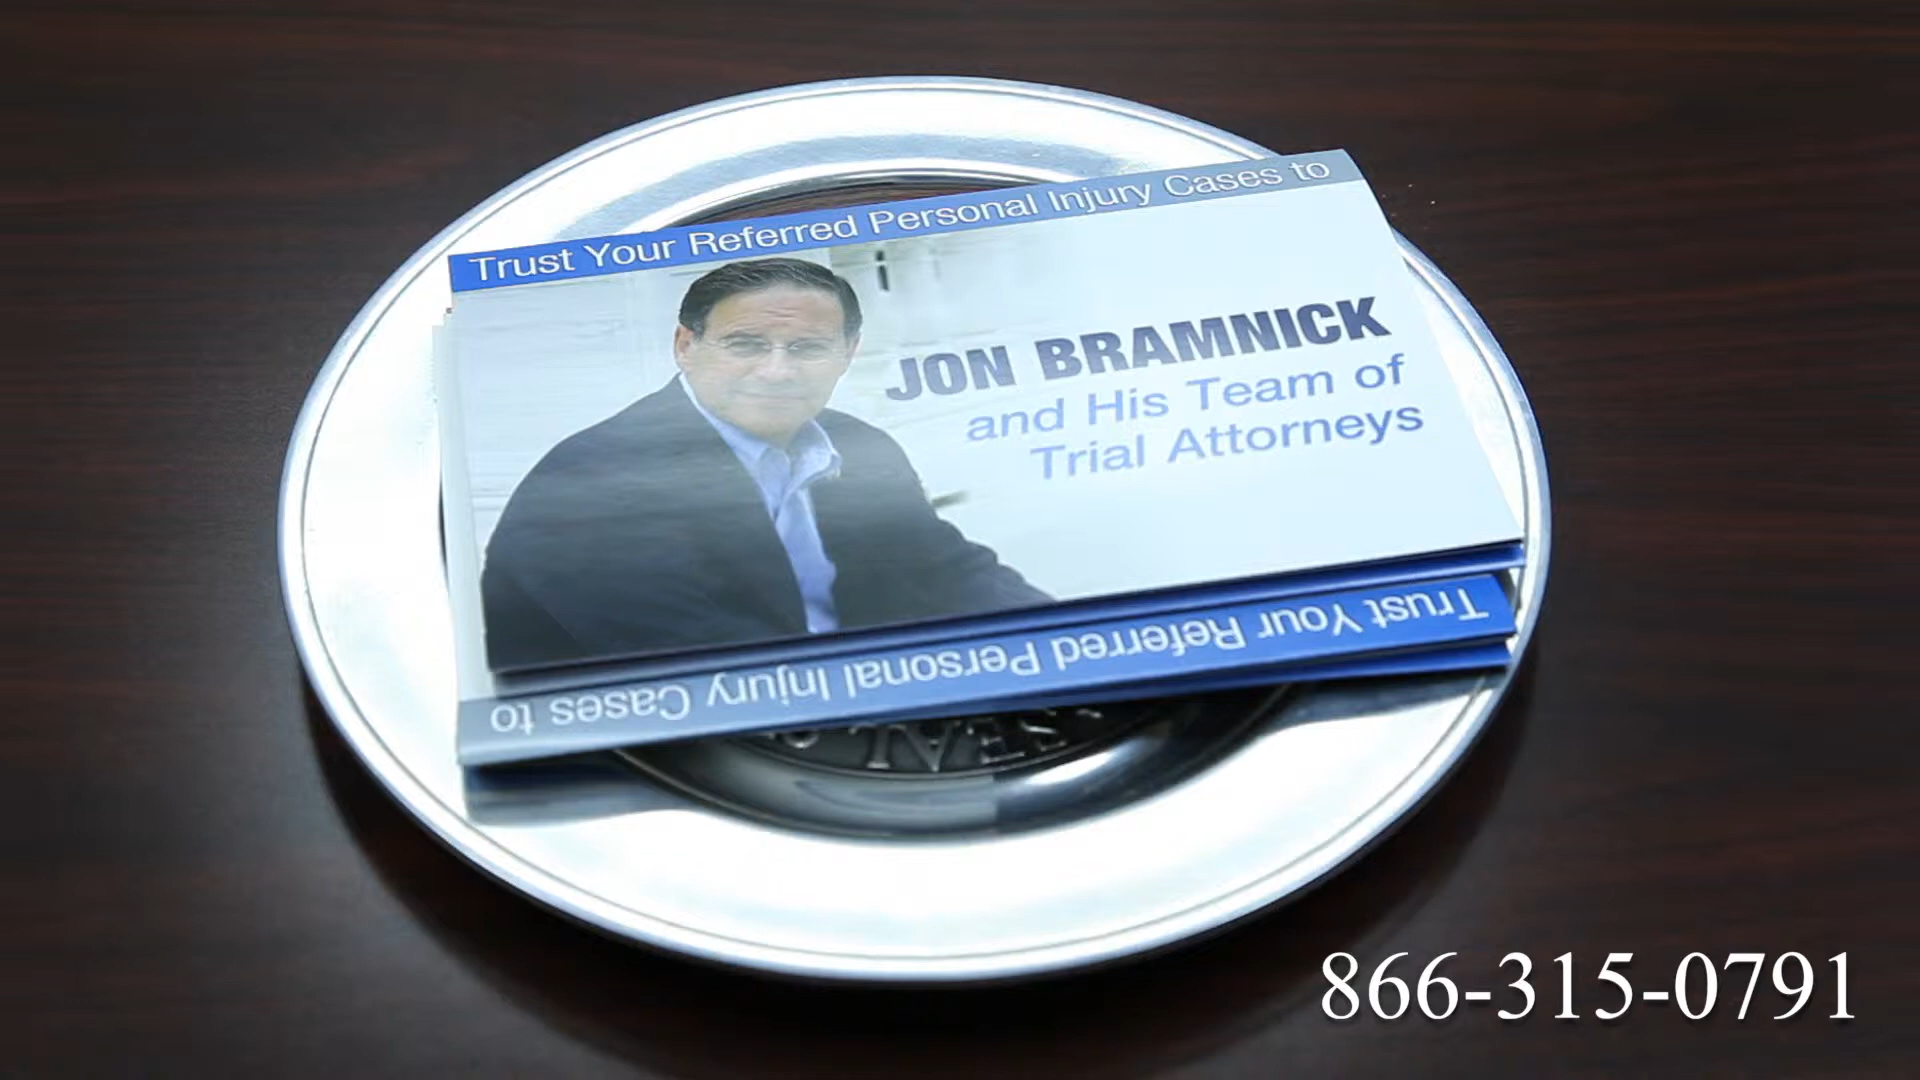 Trust Your Referred Personal Injury Cases to
JON BRAMNICK
and His Team of
Trial Attorneys
Trust Your Referred Personal Injury Cases to
SEAL
866-315-0791